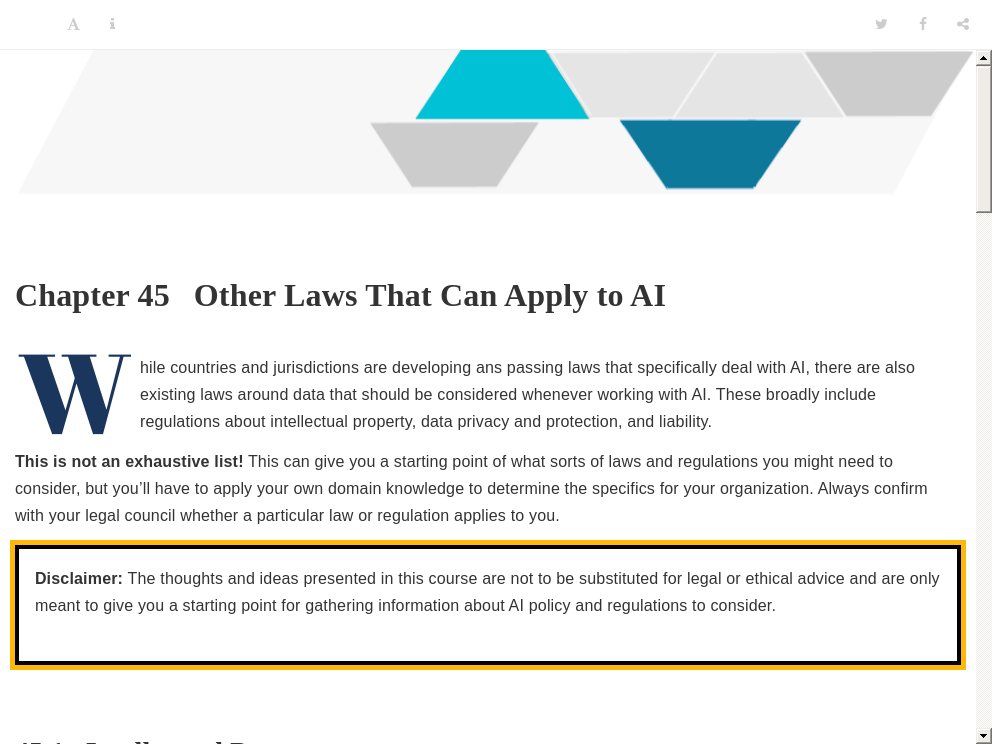 Chapter 45 Other Laws That Can Apply to AI
While countries and jurisdictions are developing ans passing laws that specifically deal with AI, there are also
existing laws around data that should be considered whenever working with AI. These broadly include
regulations about intellectual property, data privacy and protection, and liability.
This is not an exhaustive list! This can give you a starting point of what sorts of laws and regulations you might need to
consider, but you’ll have to apply your own domain knowledge to determine the specifics for your organization. Always confirm
with your legal council whether a particular law or regulation applies to you.
Disclaimer: The thoughts and ideas presented in this course are not to be substituted for legal or ethical advice and are only
meant to give you a starting point for gathering information about AI policy and regulations to consider.